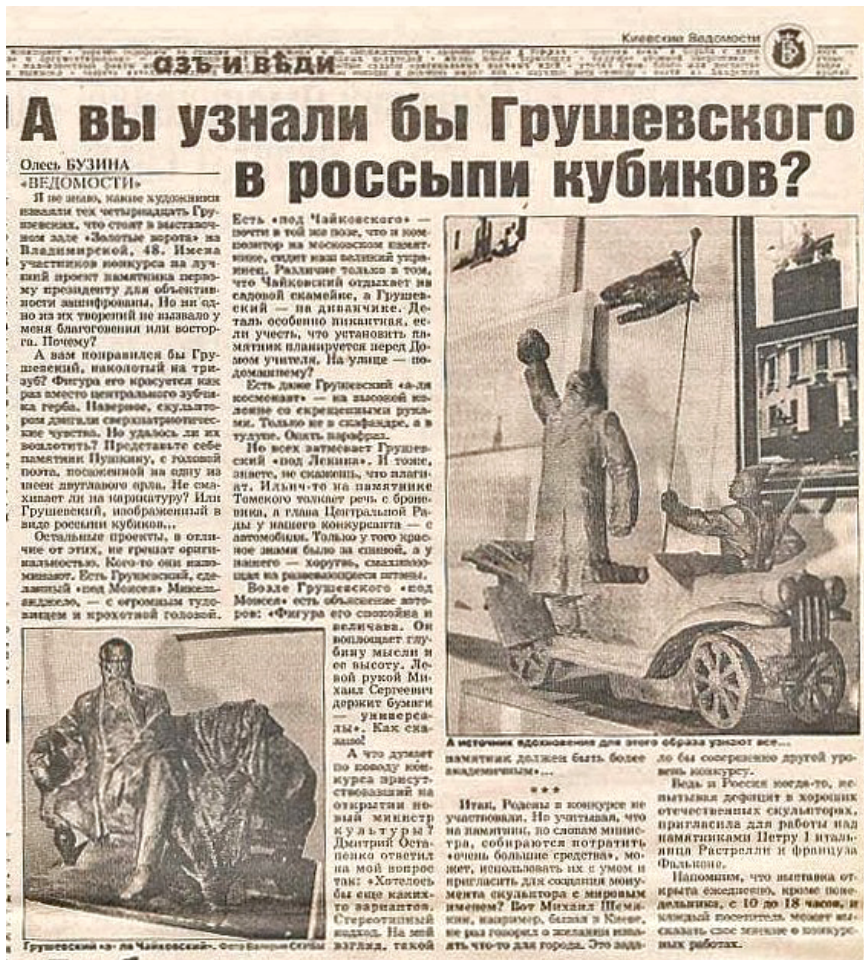 Киевские Ведомости
азъ и вѣди
А вы узнали бы Грушевского
в россыпи кубиков?
Олесь БУЗИНА
«ВЕДОМОСТИ»
Я не знаю, какие художники
изваяли тех четырнадцать Гру-
шевских, что стоят в выставоч-
ном зале «Золотые ворота» на
Владимирской, 48. Имена
участников конкурса на луч-
ший проект памятника перво-
му президенту для объектив-
ности зашифрованы. Но ни од-
но из их творений не вызвало у
меня благоговения или востор-
га. Почему?
А вам понравился бы Гру-
шевский, наколотый на три-
зуб? Фигура его красуется как
раз вместо центрального зубчи-
ка герба. Наверное, скульпто-
ром двигали сверхпатриотичес-
кие чувства. Но удалось ли их
воплотить? Представьте себе
памятник Пушкину, с головой
поэта, посаженной на одну из
шеек двуглавого орла. Не сма-
хивает ли на карикатуру? Или
Грушевский, изображенный в
виде россыпи кубиков...
Остальные проекты, в отли-
чие от этих, не грешат ориги-
нальностью. Кого-то они напо-
минают. Есть Грушевский, сде-
ланный «под Моисея» Микель-
анджело, — с огромным туло-
вищем и крохотной головой.
Есть «под Чайковского» —
почти в той же позе, что и ком-
позитор на московском памят-
нике, сидит наш великий укра-
инец. Различие только в том,
что Чайковский отдыхает на
садовой скамейке, а Грушев-
ский — на диванчике. Де-
таль особенно пикантная, ес-
ли учесть, что установить па-
мятник планируется перед До-
мом учителя. На улице — по-
домашнему?
Есть даже Грушевский «а-ля
космонавт» — на высокой ко-
лонне со скрещенными рука-
ми. Только не в скафандре, а в
тулупе. Опять парафраз.
Но всех затмевает Грушев-
ский «под Ленина». И тоже,
знаете, не скажешь, что плаги-
ат. Ильич-то на памятнике
Томского толкает речь с броне-
вика, а глава Центральной Ра-
ды у нашего конкурсанта — с
автомобиля. Только у того крас-
ное знамя было за спиной, а у
нашего — хоругвь, смахиваю-
щая на развевающиеся штаны.
Возле Грушевского «под
Моисея» есть объяснение авто-
ров: «Фигура его спокойна и
величава. Он
воплощает глу-
бину мысли и
ее высоту. Ле-
вой рукой Ми-
хаил Сергеевич
держит бумаги
— универса-
лы». Как ска-
зано!
А что думает
по поводу кон-
курса присут-
ствовавший на
открытии но-
вый министр
культуры?
Дмитрий Оста-
пенко ответил
на мой вопрос
так: «Хотелось
бы еще каких-
то вариантов.
Стереотипный
подход. На мой
взгляд, такой
Грушевский «а-ля Чайковский». Фото Валерия
А источник вдохновения для этого образа узнают все...
памятник должен быть более
академичным»...
***
Итак, Родены в конкурсе не
участвовали. Но учитывая, что
на памятник, по словам минис-
тра, собираются потратить
«очень большие средства», мо-
жет, использовать их с умом и
пригласить для создания мону-
мента скульптора с мировым
именем? Вот Михаил Шемя-
кин, например, бывал в Киеве,
не раз говорил о желании изва-
ять что-то для города. Это зада-
ло бы совершенно другой уро-
вень конкурсу.
Ведь и Россия когда-то, ис-
пытывая дефицит в хороших
отечественных скульпторах,
пригласила для работы над
памятниками Петру I италь-
янца Растрелли и француза
Фальконе.
Напомним, что выставка от-
крыта ежедневно, кроме поне-
дельника, с 10 до 18 часов, и
каждый посетитель может вы-
сказать свое мнение о конкурс-
ных работах.